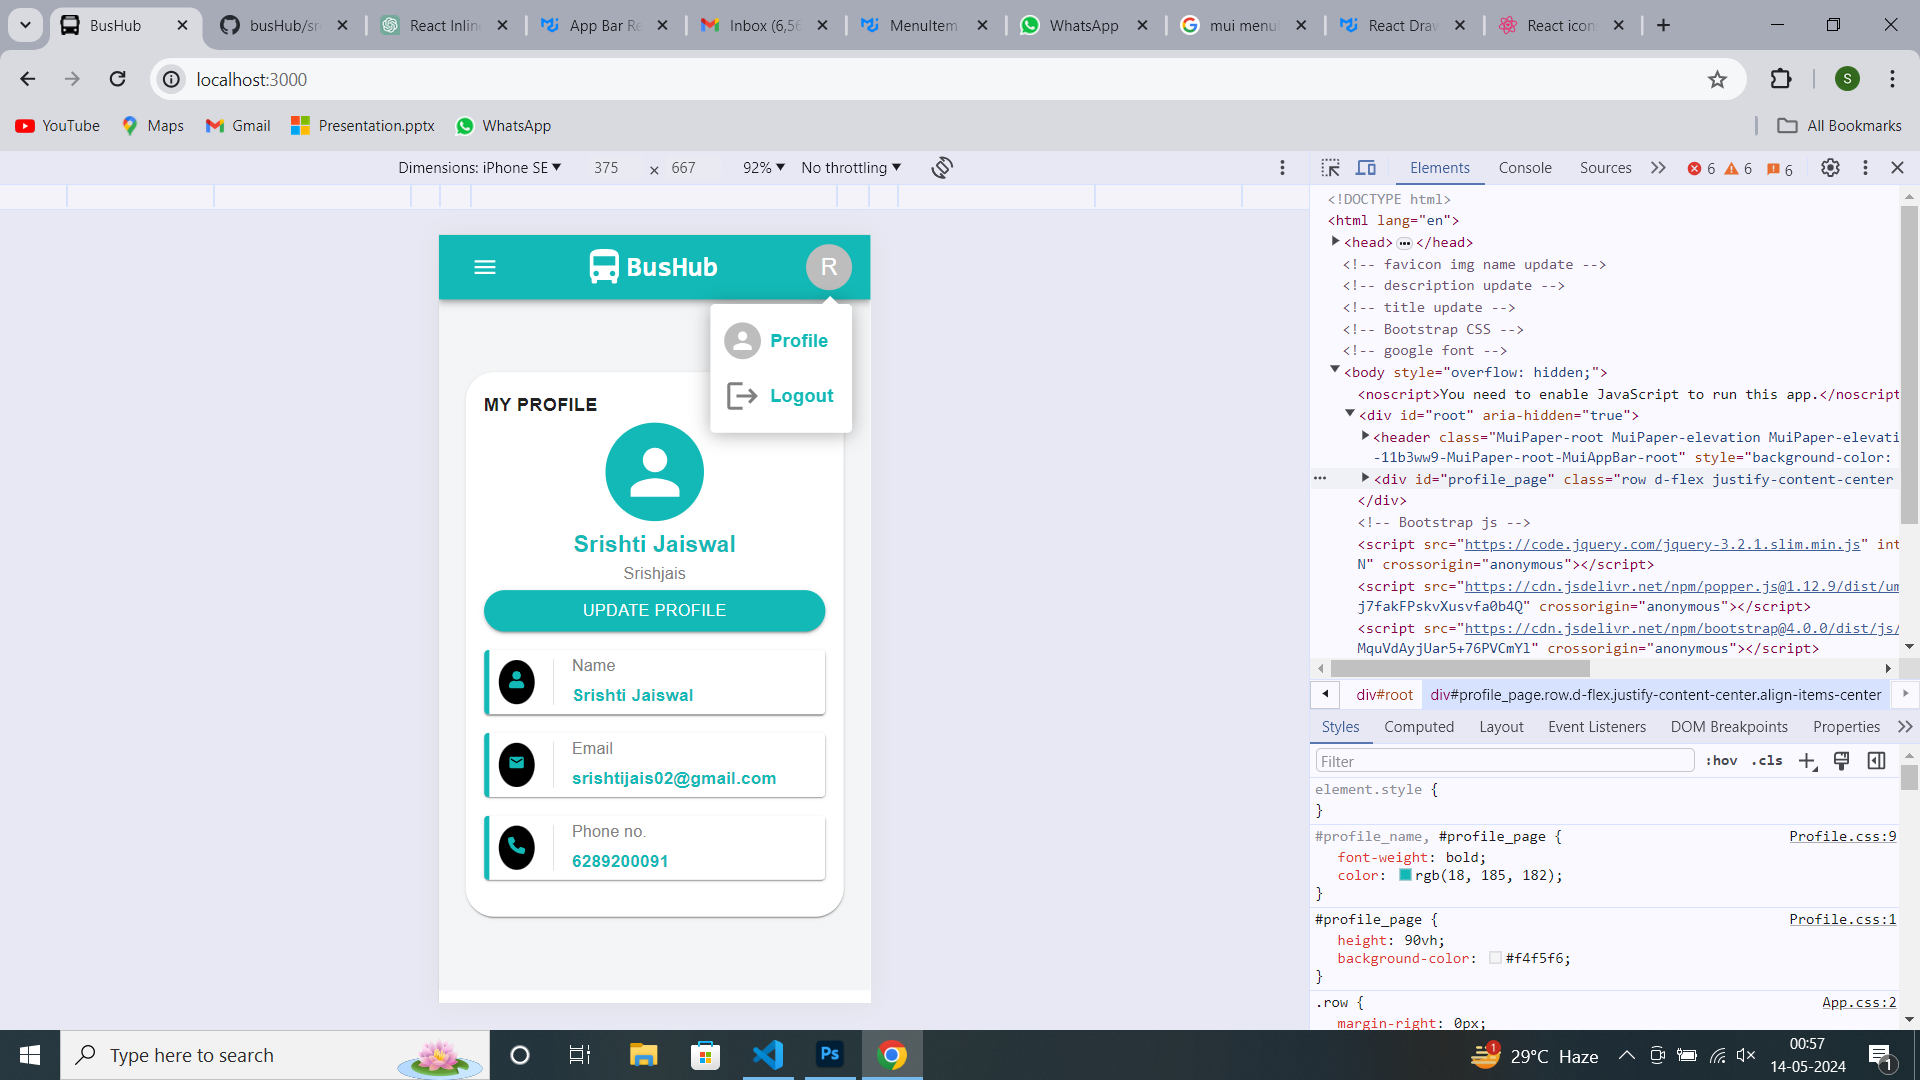 BusHub
busHub/sr
React Inlin
App Bar Re
Inbox (6,56
MenuItem
WhatsApp
mui menu
React Draw
React icon
localhost:3000
S
YouTube
Maps
Gmail
Presentation.pptx
WhatsApp
All Bookmarks
Dimensions: iPhone SE
375
×
667
92%
No throttling
Elements
Console
Sources
6
6
6
BusHub
R
Profile
Logout
MY PROFILE
Srishti Jaiswal
Srishjais
UPDATE PROFILE
Name
Srishti Jaiswal
Email
srishtijais02@gmail.com
Phone no.
6289200091
<!DOCTYPE html>
<html lang="en">
<head>
</head>
<!-- favicon img name update -->
<!-- description update -->
<!-- title update -->
<!-- Bootstrap CSS -->
<!-- google font -->
<body style="overflow: hidden;">
<noscript>You need to enable JavaScript to run this app.</noscript
<div id="root" aria-hidden="true">
<header class="MuiPaper-root MuiPaper-elevation MuiPaper-elevati
-11b3ww9-MuiPaper-root-MuiAppBar-root" style="background-color:
<div id="profile_page" class="row d-flex justify-content-center
</div>
<!-- Bootstrap js -->
<script src="https://code.jquery.com/jquery-3.2.1.slim.min.js" int
N" crossorigin="anonymous"></script>
<script src="https://cdn.jsdelivr.net/npm/popper.js@1.12.9/dist/um
j7fakFPskvXusvfa0b4Q" crossorigin="anonymous"></script>
<script src="https://cdn.jsdelivr.net/npm/bootstrap@4.0.0/dist/js/
MquVdAyjUar5+76PVCmYl" crossorigin="anonymous"></script>
div#root
div#profile_page.row.d-flex.justify-content-center.align-items-center
Styles
Computed
Layout
Event Listeners
DOM Breakpoints
Properties
Filter
:hov
.cls
element.style {
}
#profile_name, #profile_page {
Profile.css:9
font-weight: bold;
color: rgb(18, 185, 182);
}
#profile_page {
Profile.css:1
height: 90vh;
background-color: #f4f5f6;
}
.row {
App.css:2
margin-right: 0px;
Type here to search
Ps
1
29°C Haze
00:57
14-05-2024
1